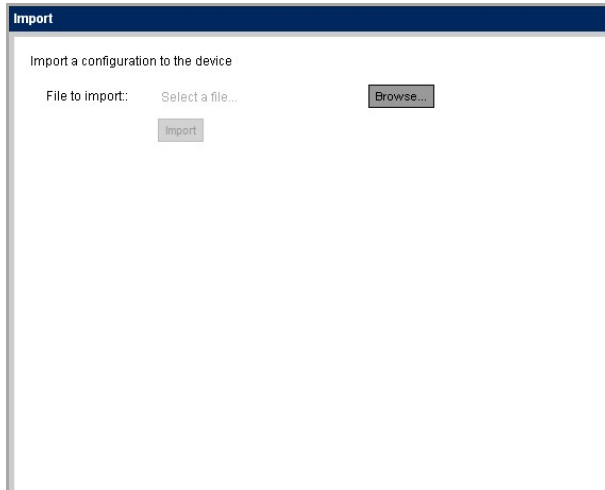 Import
Import a configuration to the device
File to import:: Select a file... Browse...
Import